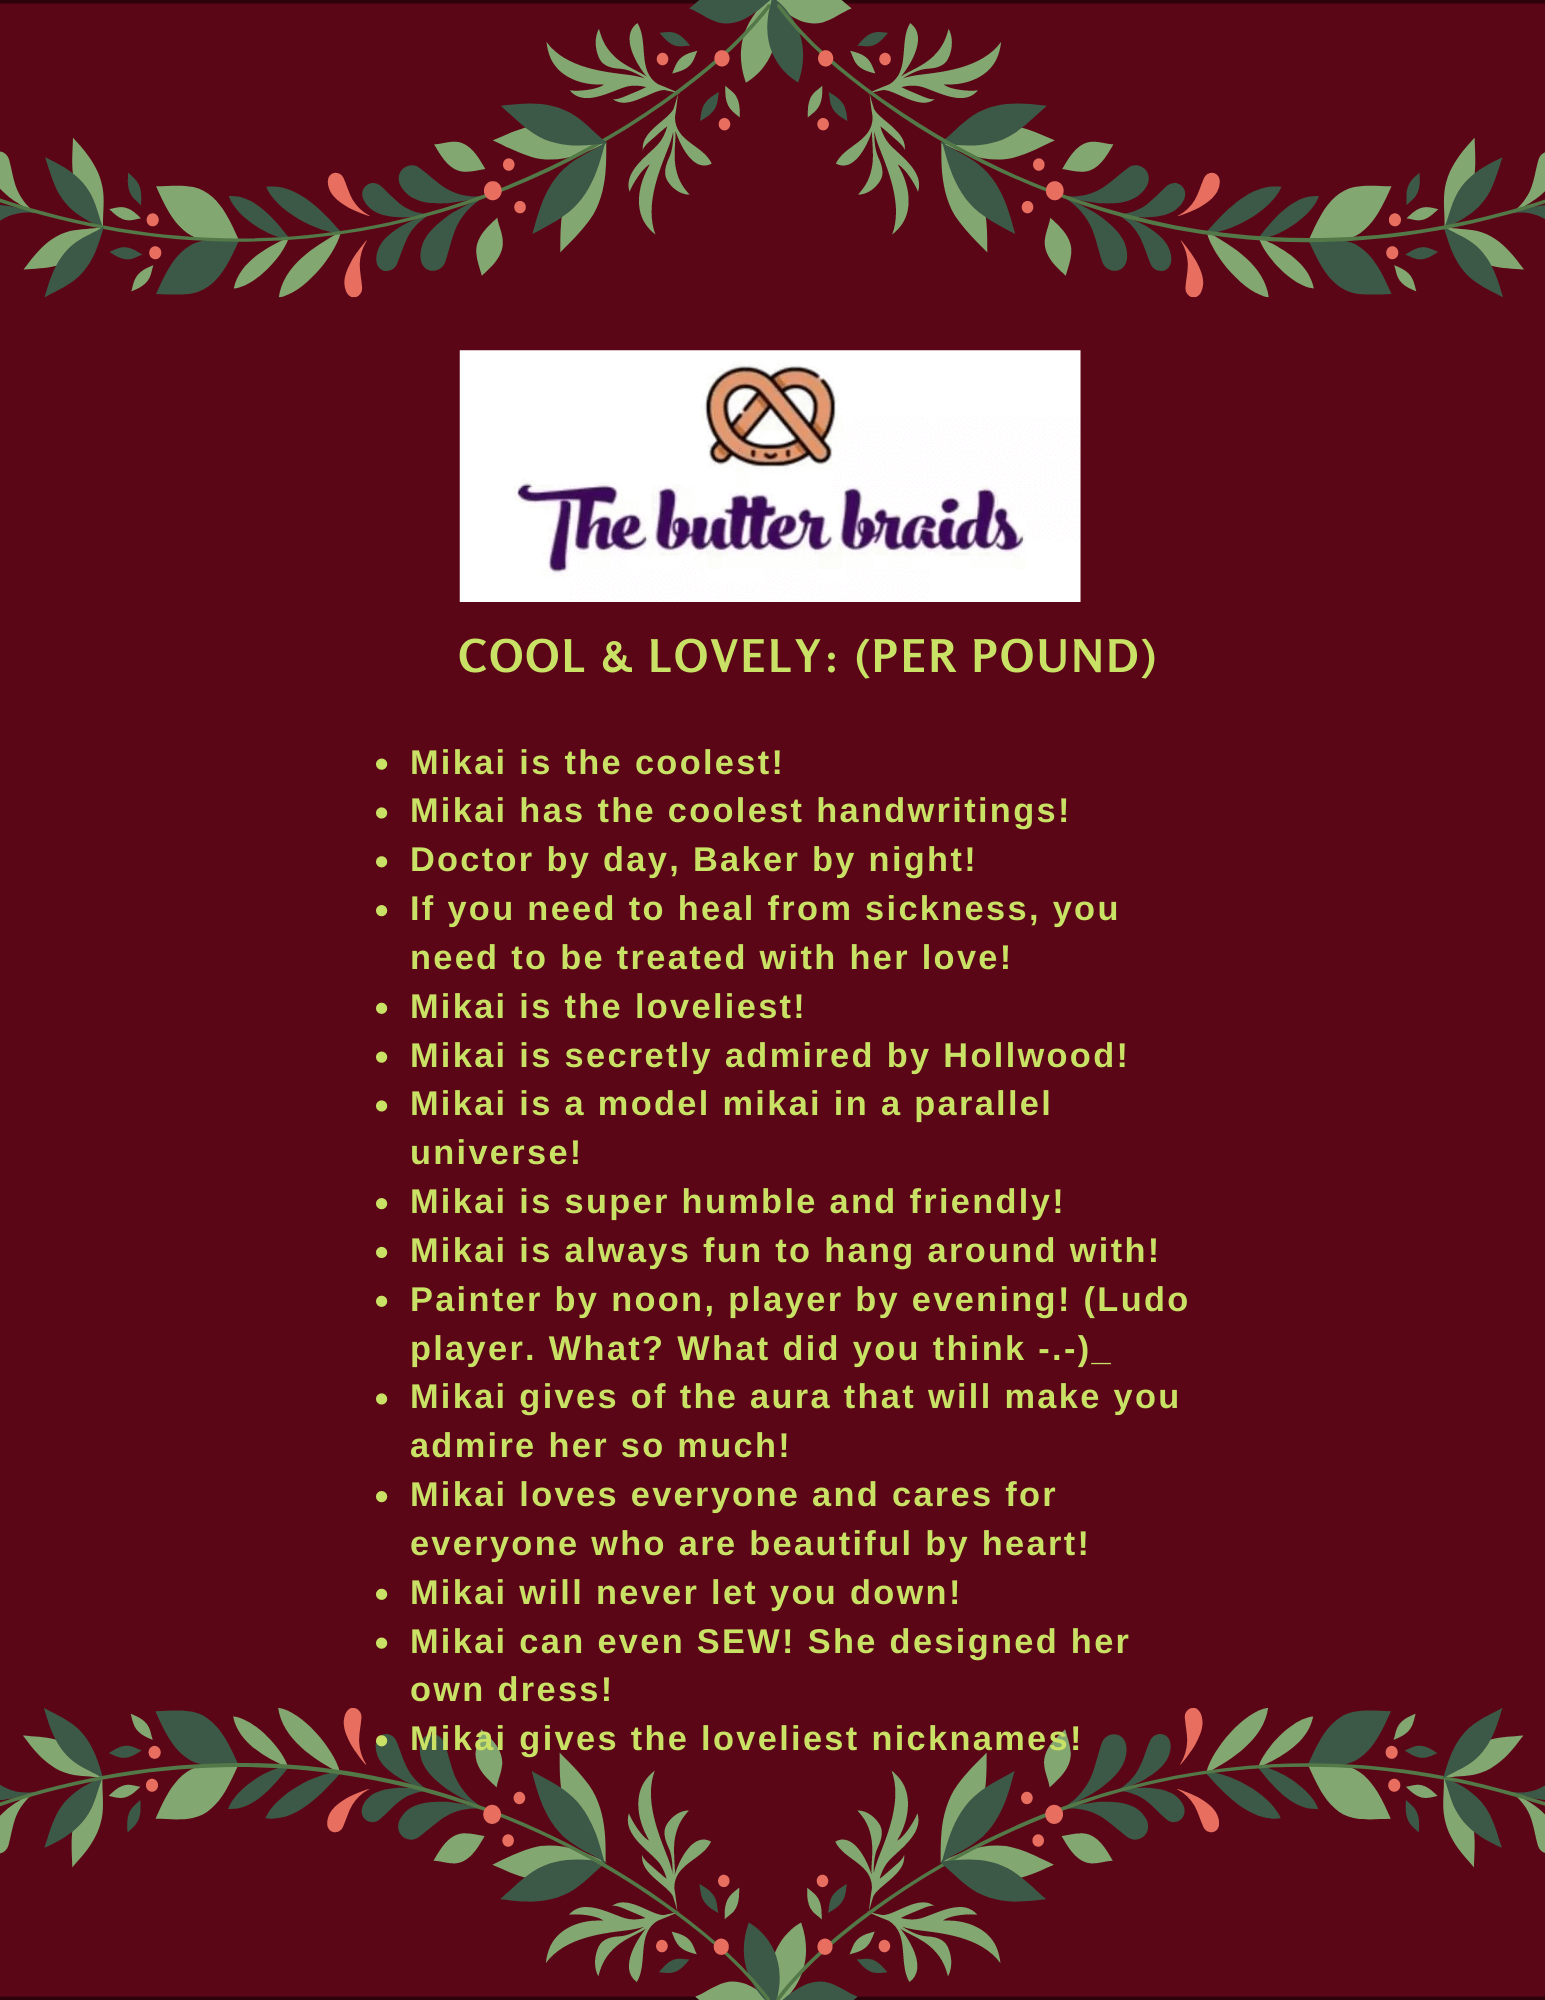 The butter braids
COOL & LOVELY: (PER POUND)
Mikai is the coolest!
Mikai has the coolest handwritings!
Doctor by day, Baker by night!
If you need to heal from sickness, you
need to be treated with her love!
Mikai is the loveliest!
Mikai is secretly admired by Hollwood!
Mikai is a model mikai in a parallel
universe!
Mikai is super humble and friendly!
Mikai is always fun to hang around with!
Painter by noon, player by evening! (Ludo
player. What? What did you think -.-)_
Mikai gives of the aura that will make you
admire her so much!
Mikai loves everyone and cares for
everyone who are beautiful by heart!
Mikai will never let you down!
Mikai can even SEW! She designed her
own dress!
Mikai gives the loveliest nicknames!